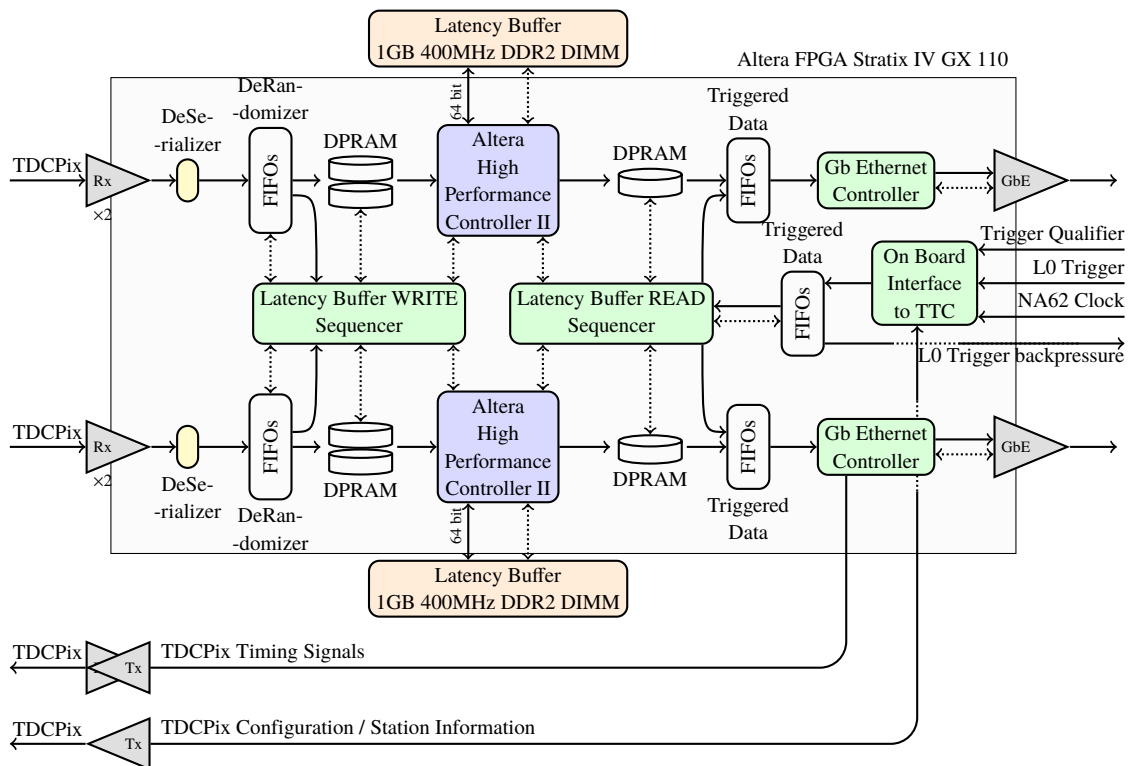 Latency Buffer
1GB 400MHz DDR2 DIMM
Altera FPGA Stratix IV GX 110
64 bit
DeRan-
-domizer
DeSe-
-rializer
TDCPix
Rx
×2
FIFOs
DPRAM
Altera
High
Performance
Controller II
DPRAM
Triggered
Data
FIFOs
Gb Ethernet
Controller
GbE
Trigger Qualifier
L0 Trigger
NA62 Clock
L0 Trigger backpressure
On Board
Interface
to TTC
Triggered
Data
FIFOs
Latency Buffer WRITE
Sequencer
Latency Buffer READ
Sequencer
TDCPix
Rx
×2
DeSe-
-rializer
FIFOs
DeRan-
-domizer
DPRAM
Altera
High
Performance
Controller II
DPRAM
FIFOs
Triggered
Data
Gb Ethernet
Controller
GbE
64 bit
Latency Buffer
1GB 400MHz DDR2 DIMM
TDCPix
Tx
TDCPix Timing Signals
TDCPix
Tx
TDCPix Configuration / Station Information